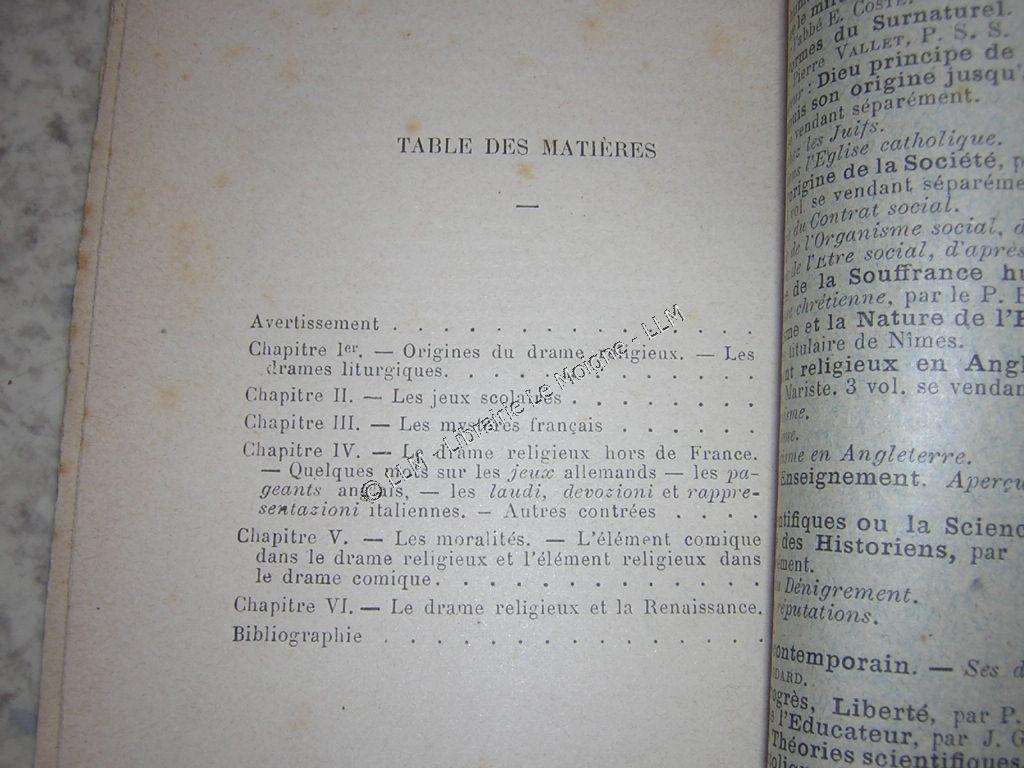 TABLE DES MATIÈRES
Avertissement . . . . . . . . . . . . . . .
Chapitre Ier. — Origines du drame religieux. — Les
drames liturgiques. . . . . . . . . . . . .
Chapitre II. — Les jeux scolaires . . . . . . . .
Chapitre III. — Les mystères français . . . . . .
Chapitre IV. — Le drame religieux hors de France.
— Quelques mots sur les jeux allemands — les pa-
geants anglais, — les laudi, devozioni et rappre-
sentazioni italiennes. — Autres contrées . . . .
Chapitre V. — Les moralités. — L'élément comique
dans le drame religieux et l'élément religieux dans
le drame comique. . . . . . . . . . . . . .
Chapitre VI. — Le drame religieux et la Renaissance.
Bibliographie . . . . . . . . . . . . . . .
© LLM - Librairie Le Moigne - LLM
l'abbé E. COSTE
du Surnaturel.
Pierre VALLET, P. S. S.
: Dieu principe de
son origine jusqu'
vendant séparément.
les Juifs.
l'Eglise catholique.
origine de la Société,
vol. se vendant séparéme
du Contrat social.
de l'Organisme social, d
de l'Etre social, d'après
de la Souffrance hu
chrétienne, par le P.
et la Nature de l'
titulaire de Nîmes.
religieux en Angl
Mariste. 3 vol. se vendan
en Angleterre.
Enseignement. Aperçu
ou la Scienc
des Historiens, par
Dénigrement.
réputations.
contemporain. — Ses d
Liberté, par P.
l'Educateur, par J. G
Théories scientifiques